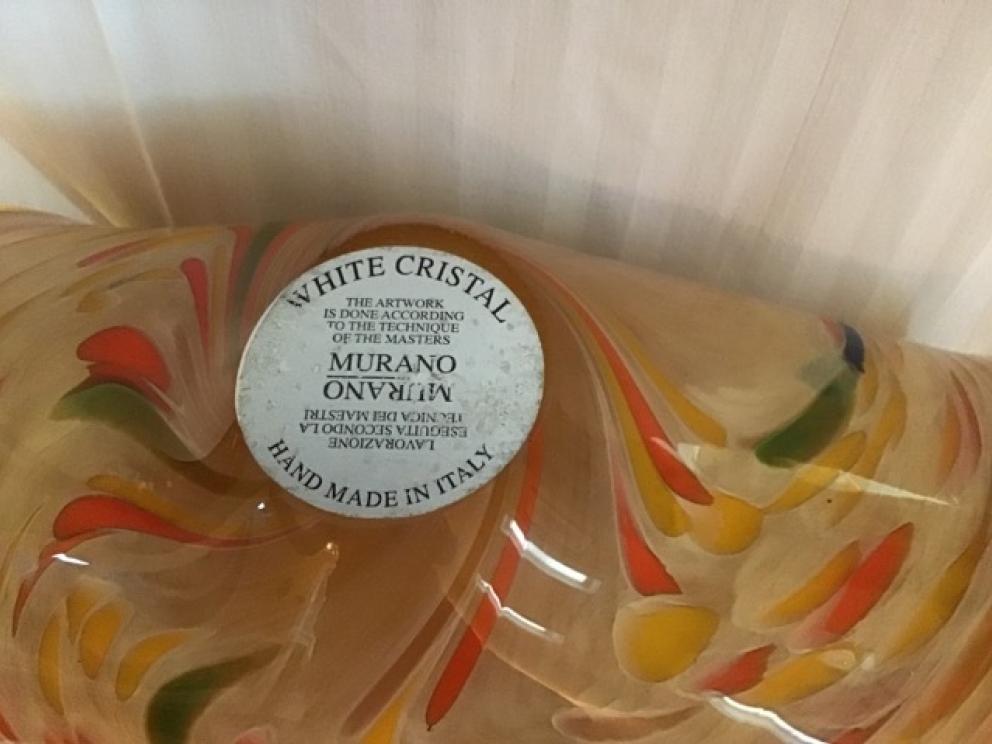 WHITE CRISTAL
THE ARTWORK
IS DONE ACCORDING
TO THE TECHNIQUE
OF THE MASTERS
MURANO
MURANO
LAVORAZIONE
ESEGUITA SECONDO LA
TECNICA DEI MAESTRI
HAND MADE IN ITALY